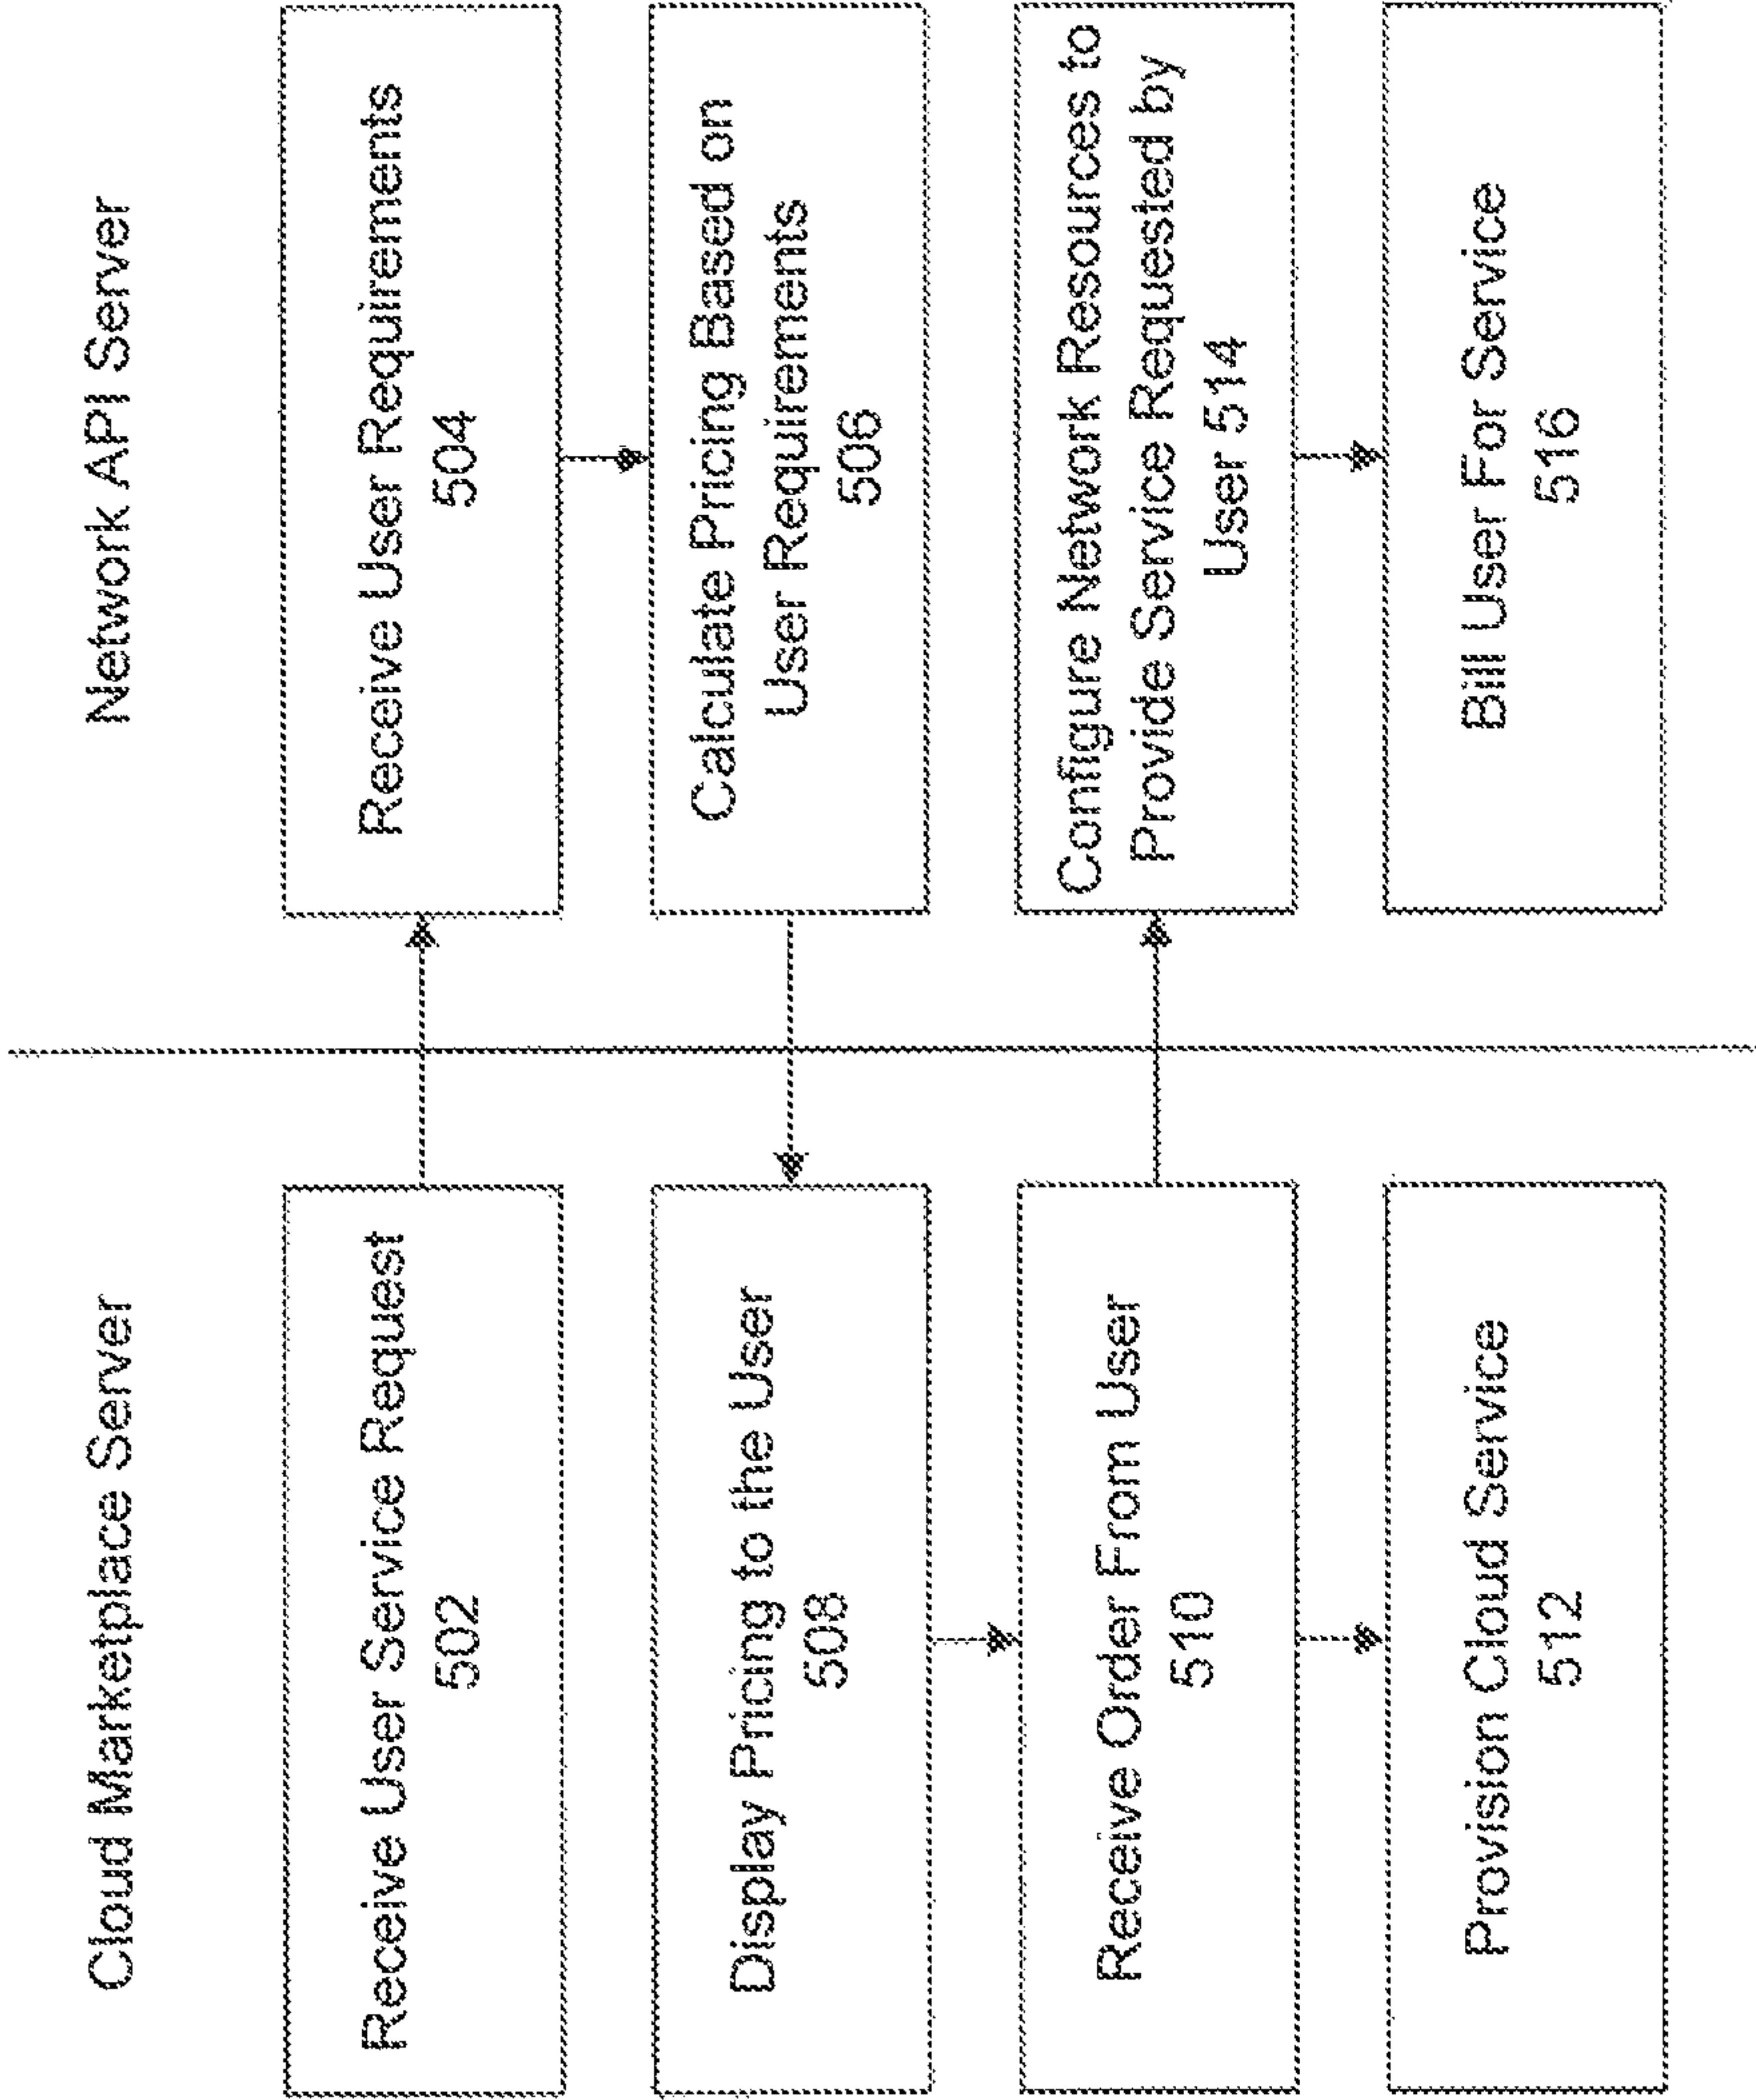 Cloud Marketplace Server
Network API Server
Receive User Service Request
502
Receive User Requirements
504
Display Pricing to the User
508
Calculate Pricing Based on
User Requirements
506
Receive Order From User
510
Configure Network Resources to
Provide Service Requested by
User 514
Provision Cloud Service
512
Bill User For Service
516